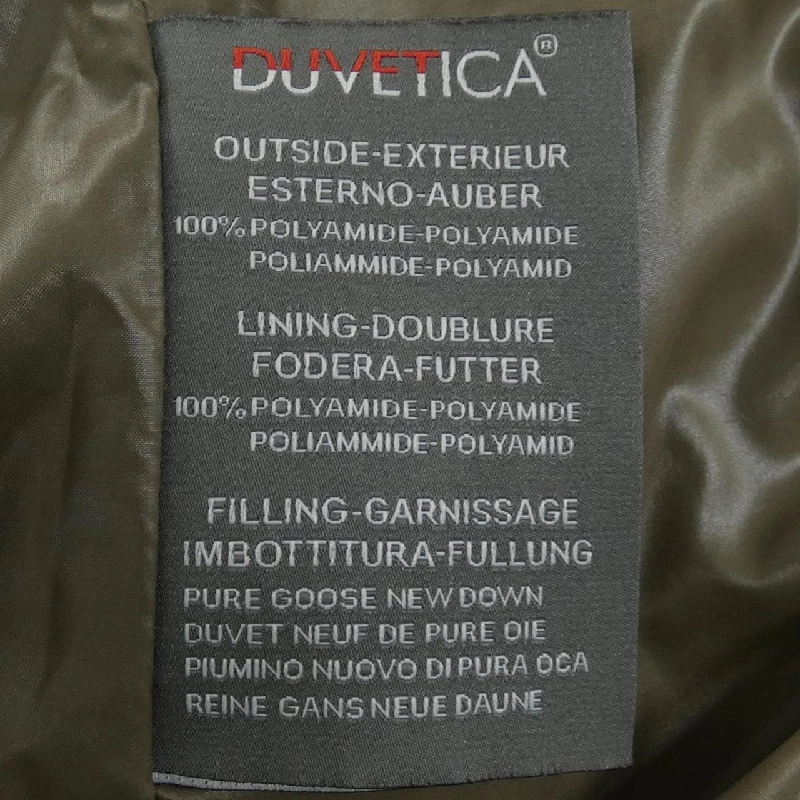 DUVETICA®
OUTSIDE-EXTERIEUR
ESTERNO-AUBER
100% POLYAMIDE-POLYAMIDE
POLIAMMIDE-POLYAMID
LINING-DOUBLURE
FODERA-FUTTER
100% POLYAMIDE-POLYAMIDE
POLIAMMIDE-POLYAMID
FILLING-GARNISSAGE
IMBOTTITURA-FULLUNG
PURE GOOSE NEW DOWN
DUVET NEUF DE PURE OIE
PIUMINO NUOVO DI PURA OCA
REINE GANS NEUE DAUNE